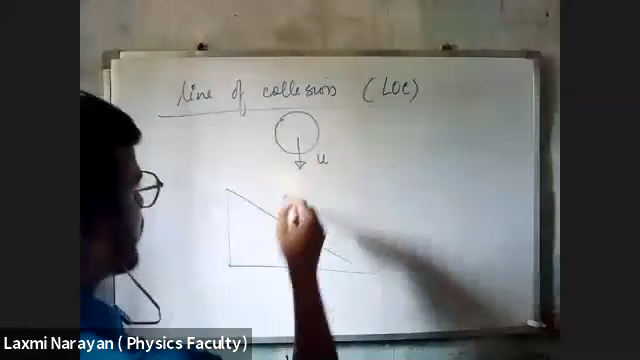 line of collesion. (LOC)
u
Laxmi Narayan ( Physics Faculty)